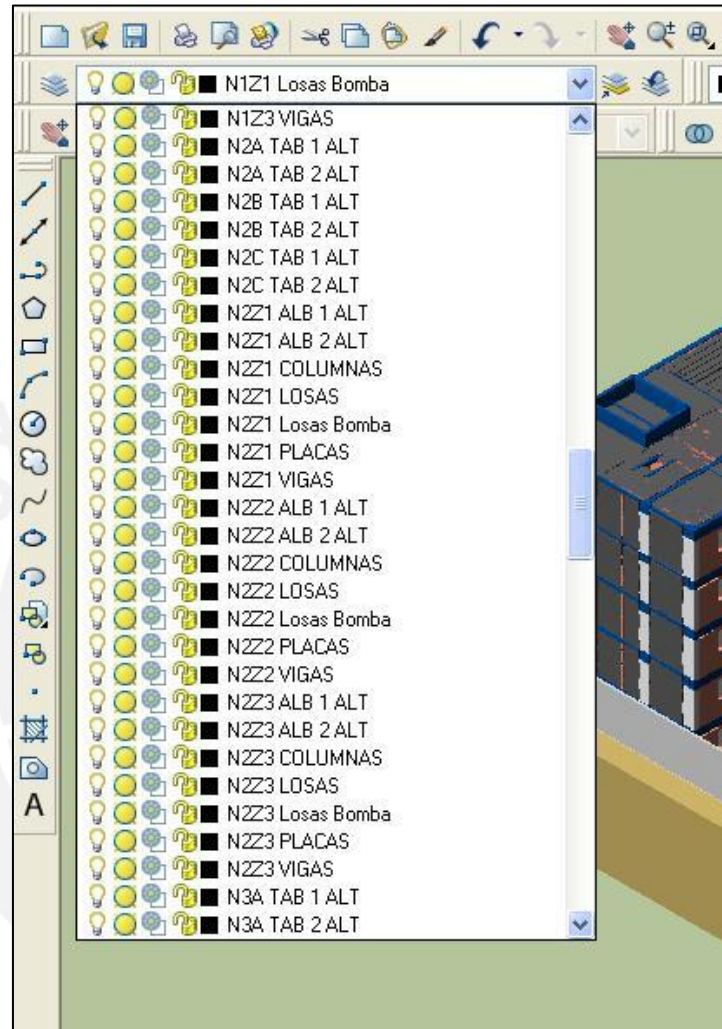 N1Z1 Losas Bomba
N1Z3 VIGAS
N2A TAB 1 ALT
N2A TAB 2 ALT
N2B TAB 1 ALT
N2B TAB 2 ALT
N2C TAB 1 ALT
N2C TAB 2 ALT
N2Z1 ALB 1 ALT
N2Z1 ALB 2 ALT
N2Z1 COLUMNAS
N2Z1 LOSAS
N2Z1 Losas Bomba
N2Z1 PLACAS
N2Z1 VIGAS
N2Z2 ALB 1 ALT
N2Z2 ALB 2 ALT
N2Z2 COLUMNAS
N2Z2 LOSAS
N2Z2 Losas Bomba
N2Z2 PLACAS
N2Z2 VIGAS
N2Z3 ALB 1 ALT
N2Z3 ALB 2 ALT
N2Z3 COLUMNAS
N2Z3 LOSAS
N2Z3 Losas Bomba
N2Z3 PLACAS
N2Z3 VIGAS
N3A TAB 1 ALT
N3A TAB 2 ALT
A